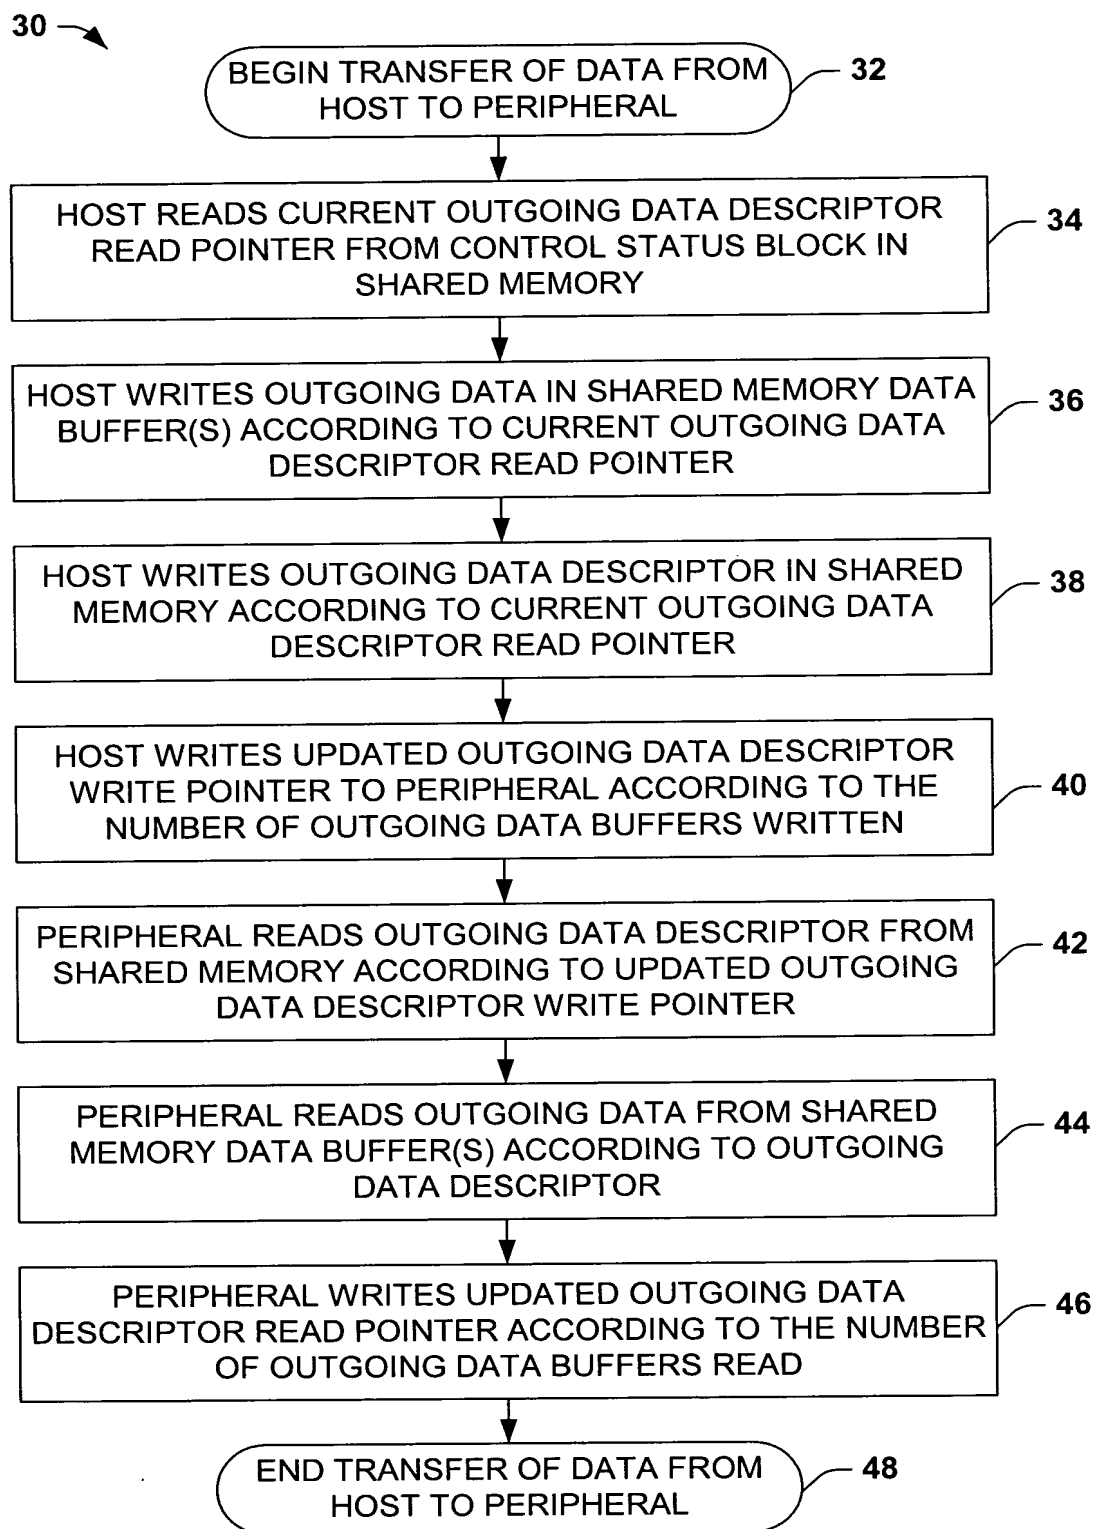 30
BEGIN TRANSFER OF DATA FROM
HOST TO PERIPHERAL
32
HOST READS CURRENT OUTGOING DATA DESCRIPTOR
READ POINTER FROM CONTROL STATUS BLOCK IN
SHARED MEMORY
34
HOST WRITES OUTGOING DATA IN SHARED MEMORY DATA
BUFFER(S) ACCORDING TO CURRENT OUTGOING DATA
DESCRIPTOR READ POINTER
36
HOST WRITES OUTGOING DATA DESCRIPTOR IN SHARED
MEMORY ACCORDING TO CURRENT OUTGOING DATA
DESCRIPTOR READ POINTER
38
HOST WRITES UPDATED OUTGOING DATA DESCRIPTOR
WRITE POINTER TO PERIPHERAL ACCORDING TO THE
NUMBER OF OUTGOING DATA BUFFERS WRITTEN
40
PERIPHERAL READS OUTGOING DATA DESCRIPTOR FROM
SHARED MEMORY ACCORDING TO UPDATED OUTGOING
DATA DESCRIPTOR WRITE POINTER
42
PERIPHERAL READS OUTGOING DATA FROM SHARED
MEMORY DATA BUFFER(S) ACCORDING TO OUTGOING
DATA DESCRIPTOR
44
PERIPHERAL WRITES UPDATED OUTGOING DATA
DESCRIPTOR READ POINTER ACCORDING TO THE NUMBER
OF OUTGOING DATA BUFFERS READ
46
END TRANSFER OF DATA FROM
HOST TO PERIPHERAL
48